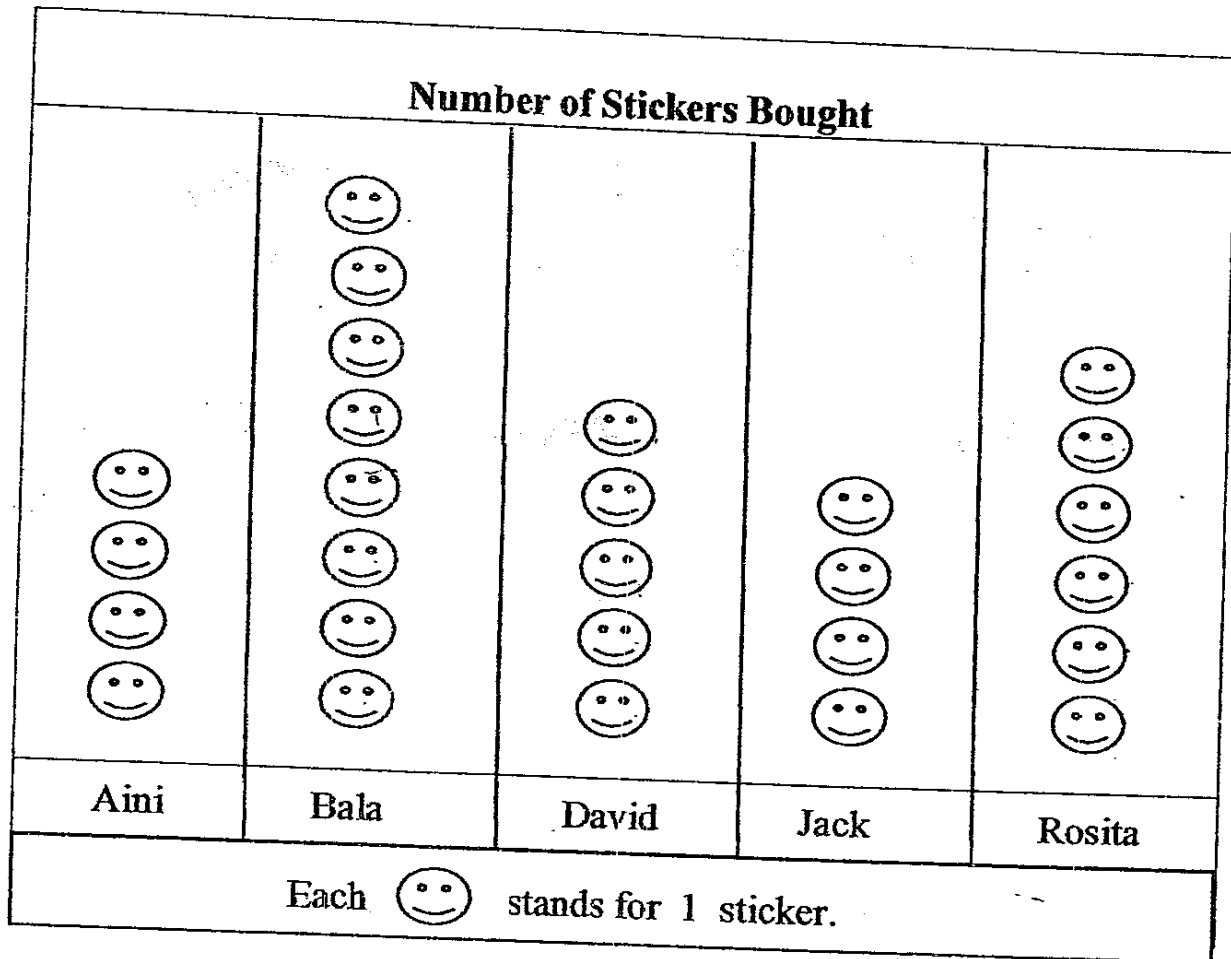 Number of Stickers Bought
Aini Bala David Jack Rosita
Each stands for 1 sticker.